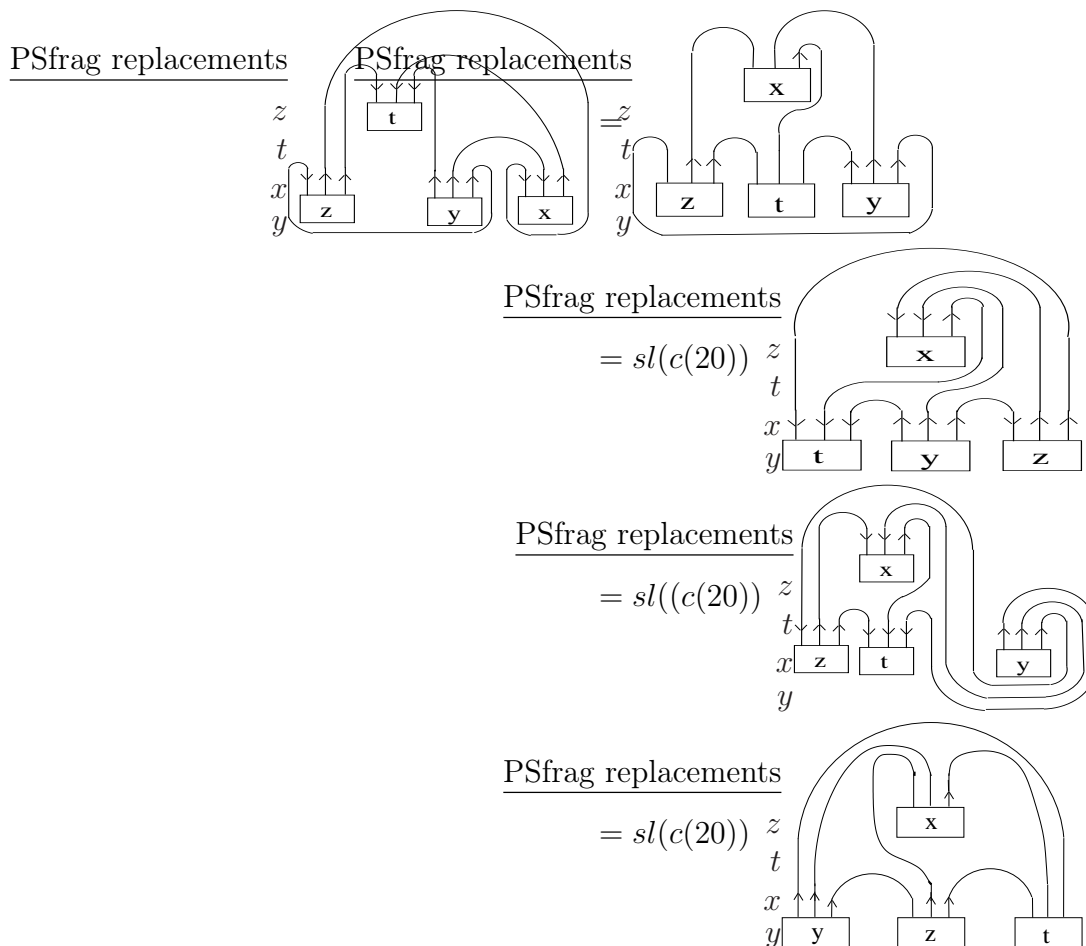 PSfrag replacements PSfrag replacements
x
t
z = z
t t
x x
z y x z t y
y y
PSfrag replacements
x
= sl(c(20)) z
t
x
y t y z
PSfrag replacements
x
= sl((c(20)) z
t
x z t y
y
PSfrag replacements
x
= sl(c(20)) z
t
x
y y z t